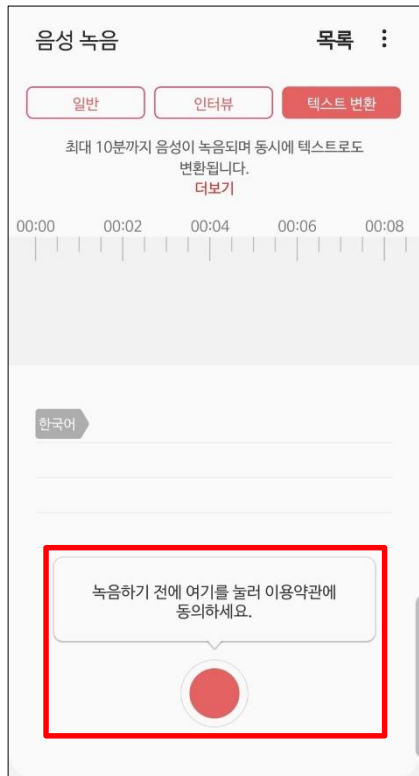 음성 녹음
목록
일반
인터뷰
텍스트 변환
최대 10분까지 음성이 녹음되며 동시에 텍스트로도
변환됩니다.
더보기
00:00 00:02 00:04 00:06 00:08
한국어
녹음하기 전에 여기를 눌러 이용약관에
동의하세요.